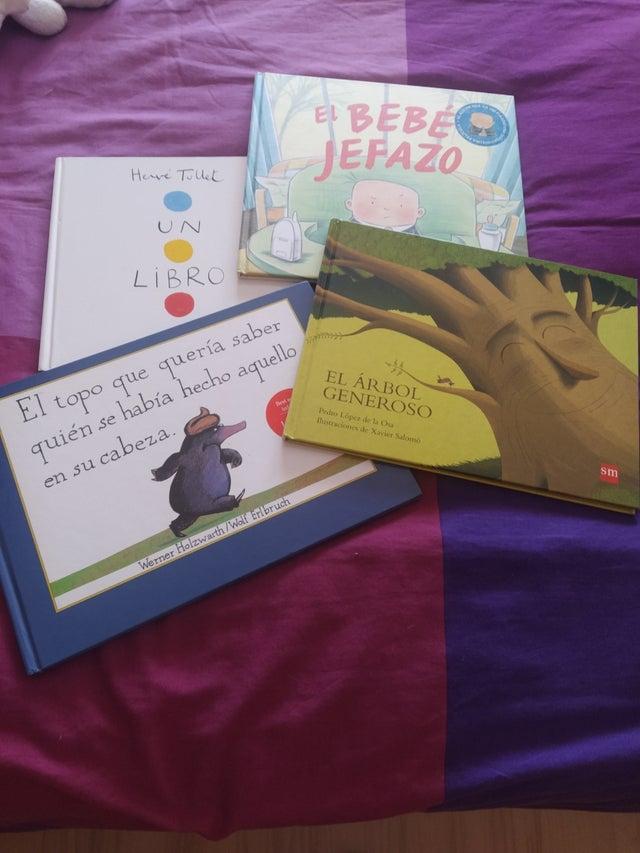 EL BEBÉ
JEFAZO
Hervé Tullet
UN
LIBRO
EL ÁRBOL
GENEROSO
Pedro López de la Osa
Ilustraciones de Xavier Salomó
sm
El topo que quería saber
quién se había hecho aquello
en su cabeza.
Werner Holzwarth/Wolf Erlbruch